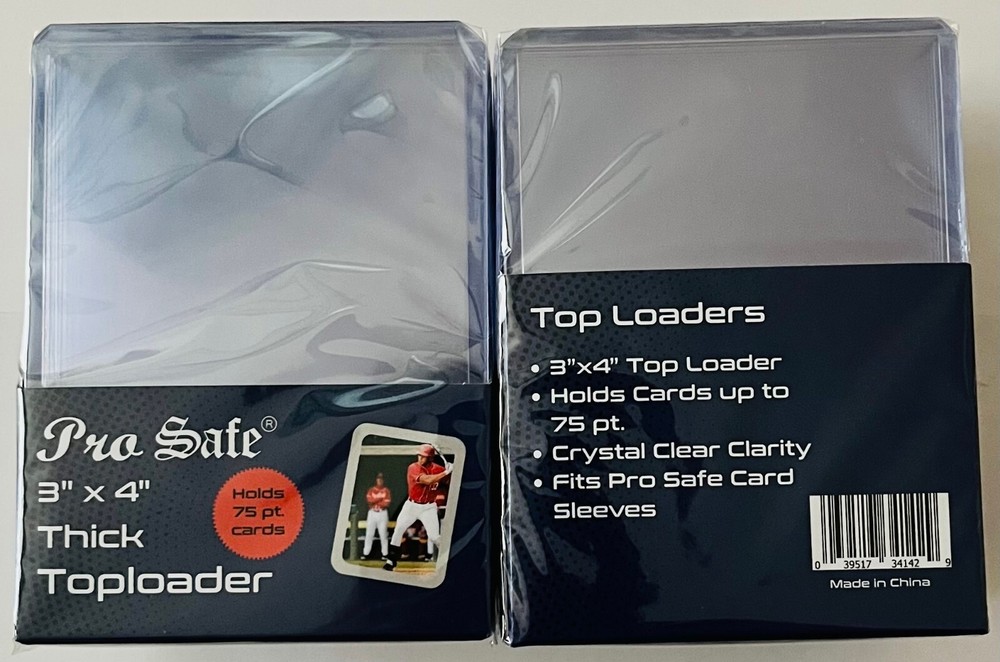 Pro Safe®
3" x 4"
Thick
Toploader
Holds
75 pt.
cards
Top Loaders
• 3"x4" Top Loader
• Holds Cards up to
75 pt.
• Crystal Clear Clarity
• Fits Pro Safe Card
Sleeves
0 39517 34142 9
Made in China